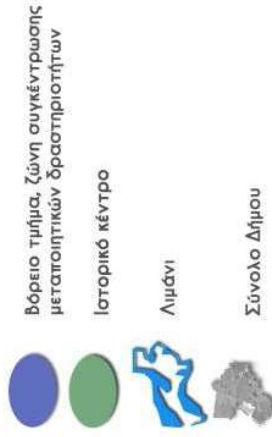 Βόρειο τμήμα, ζώνη συγκέντρωσης
μεταποιητικών δραστηριοτήτων
Ιστορικό κέντρο
Λιμάνι
Σύνολο Δήμου